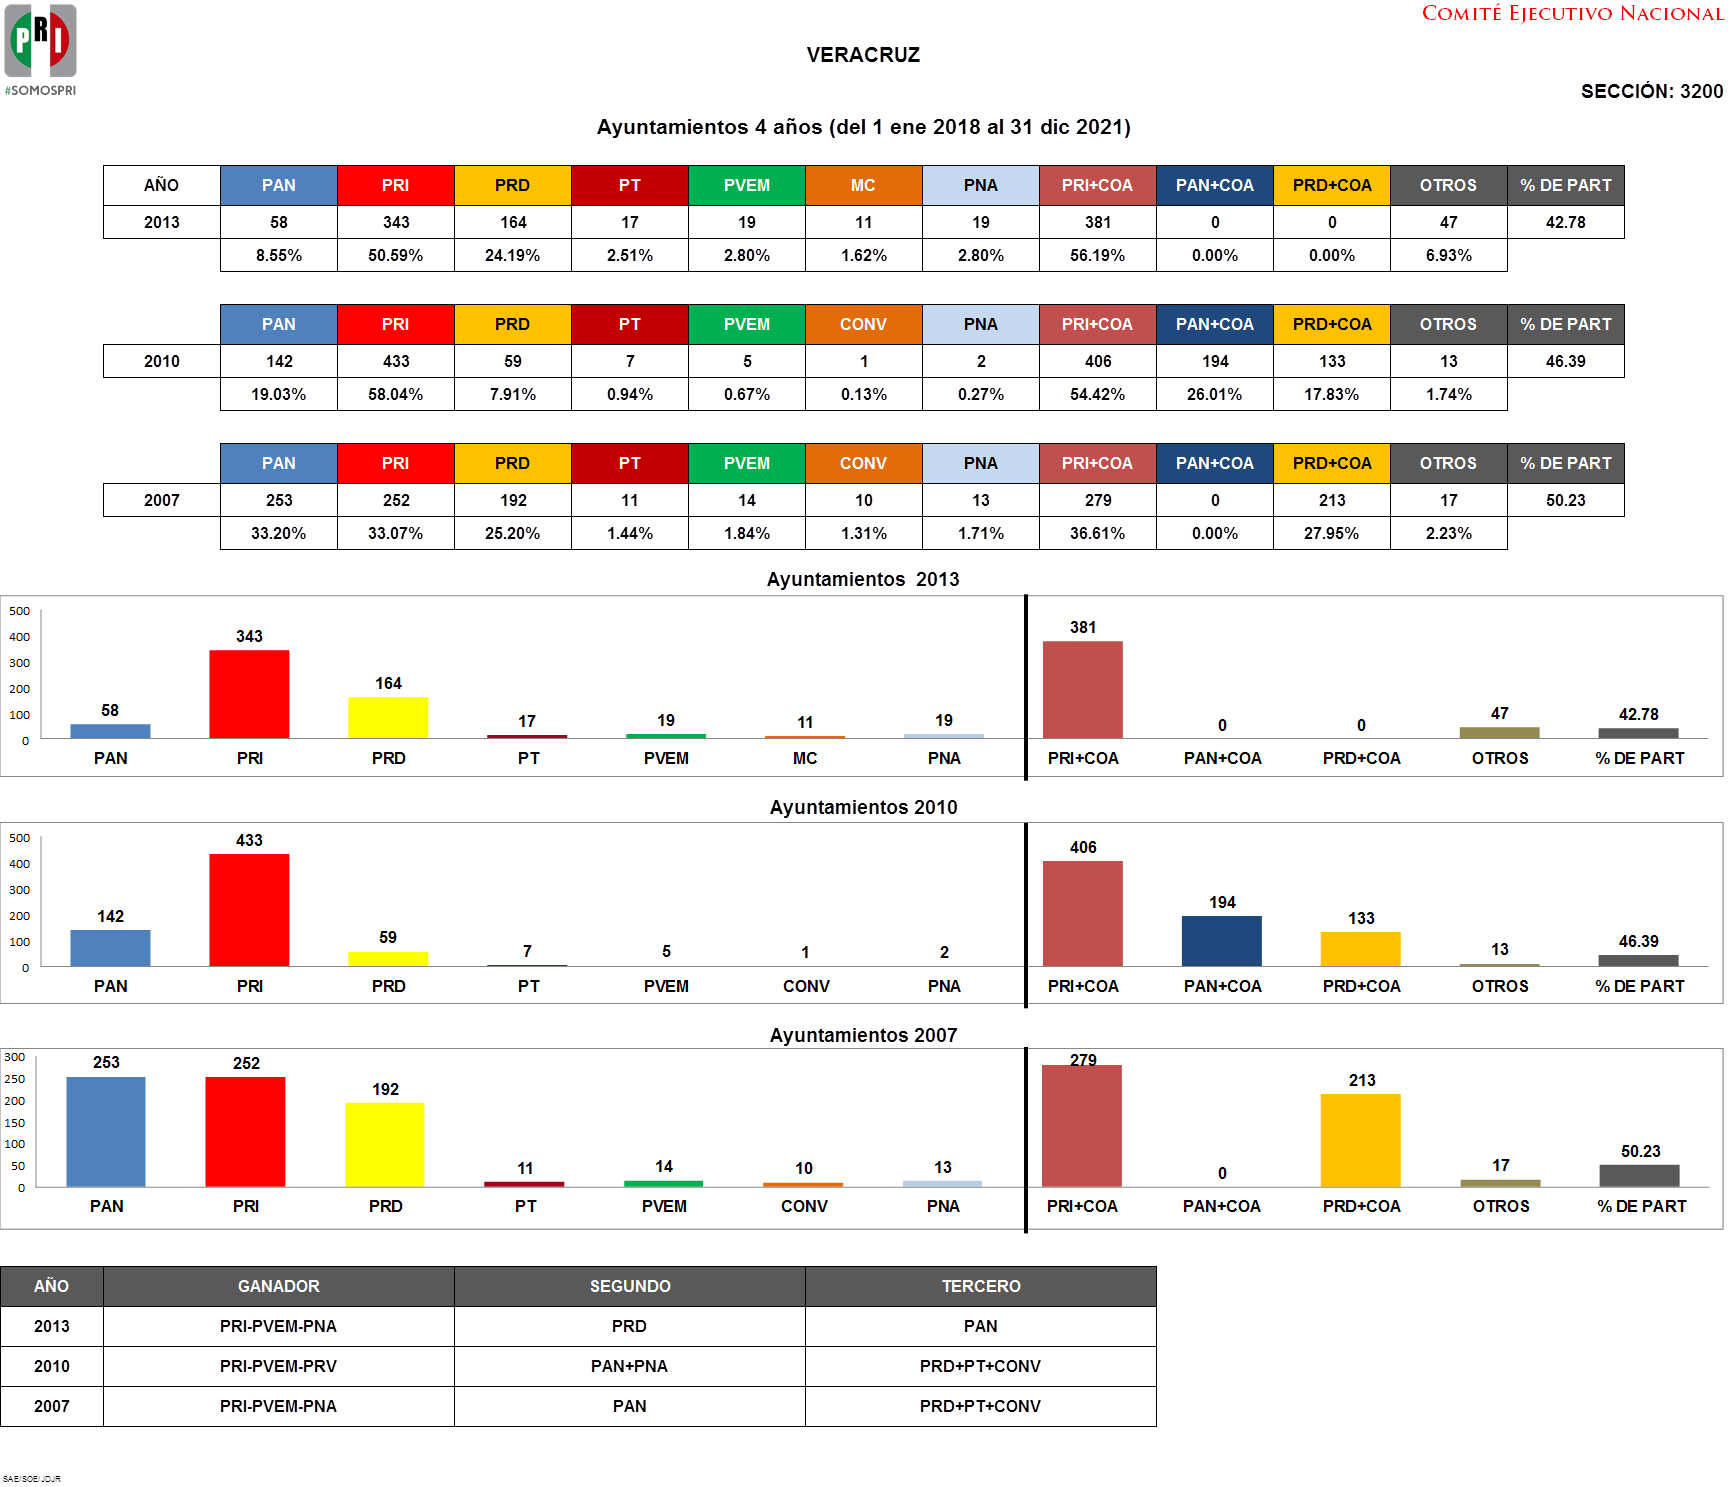 PRI
#SOMOSPRI
COMITÉ EJECUTIVO NACIONAL
VERACRUZ
SECCIÓN: 3200
Ayuntamientos 4 años (del 1 ene 2018 al 31 dic 2021)
AÑO PAN PRI PRD PT PVEM MC PNA PRI+COA PAN+COA PRD+COA OTROS % DE PART
2013 58 343 164 17 19 11 19 381 0 0 47 42.78
8.55% 50.59% 24.19% 2.51% 2.80% 1.62% 2.80% 56.19% 0.00% 0.00% 6.93%
PAN PRI PRD PT PVEM CONV PNA PRI+COA PAN+COA PRD+COA OTROS % DE PART
2010 142 433 59 7 5 1 2 406 194 133 13 46.39
19.03% 58.04% 7.91% 0.94% 0.67% 0.13% 0.27% 54.42% 26.01% 17.83% 1.74%
PAN PRI PRD PT PVEM CONV PNA PRI+COA PAN+COA PRD+COA OTROS % DE PART
2007 253 252 192 11 14 10 13 279 0 213 17 50.23
33.20% 33.07% 25.20% 1.44% 1.84% 1.31% 1.71% 36.61% 0.00% 27.95% 2.23%
Ayuntamientos 2013
500
400
300
200
100
0
58 343 164 17 19 11 19 381 0 0 47 42.78
PAN PRI PRD PT PVEM MC PNA PRI+COA PAN+COA PRD+COA OTROS % DE PART
Ayuntamientos 2010
500
400
300
200
100
0
142 433 59 7 5 1 2 406 194 133 13 46.39
PAN PRI PRD PT PVEM CONV PNA PRI+COA PAN+COA PRD+COA OTROS % DE PART
Ayuntamientos 2007
300
250
200
150
100
50
0
253 252 192 11 14 10 13 279 0 213 17 50.23
PAN PRI PRD PT PVEM CONV PNA PRI+COA PAN+COA PRD+COA OTROS % DE PART
AÑO GANADOR SEGUNDO TERCERO
2013 PRI-PVEM-PNA PRD PAN
2010 PRI-PVEM-PRV PAN+PNA PRD+PT+CONV
2007 PRI-PVEM-PNA PAN PRD+PT+CONV
SAE/SOE/JDJR